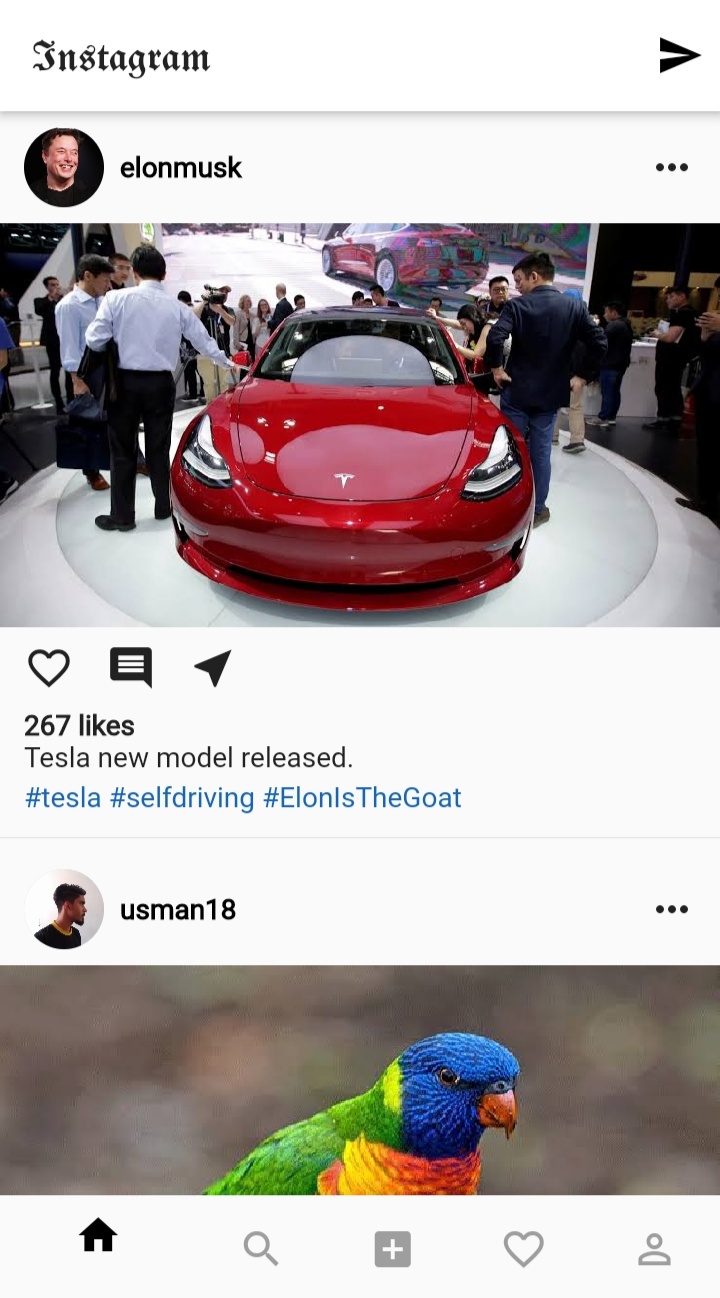 Instagram
elonmusk
267 likes
Tesla new model released.
#tesla #selfdriving #ElonIsTheGoat
usman18